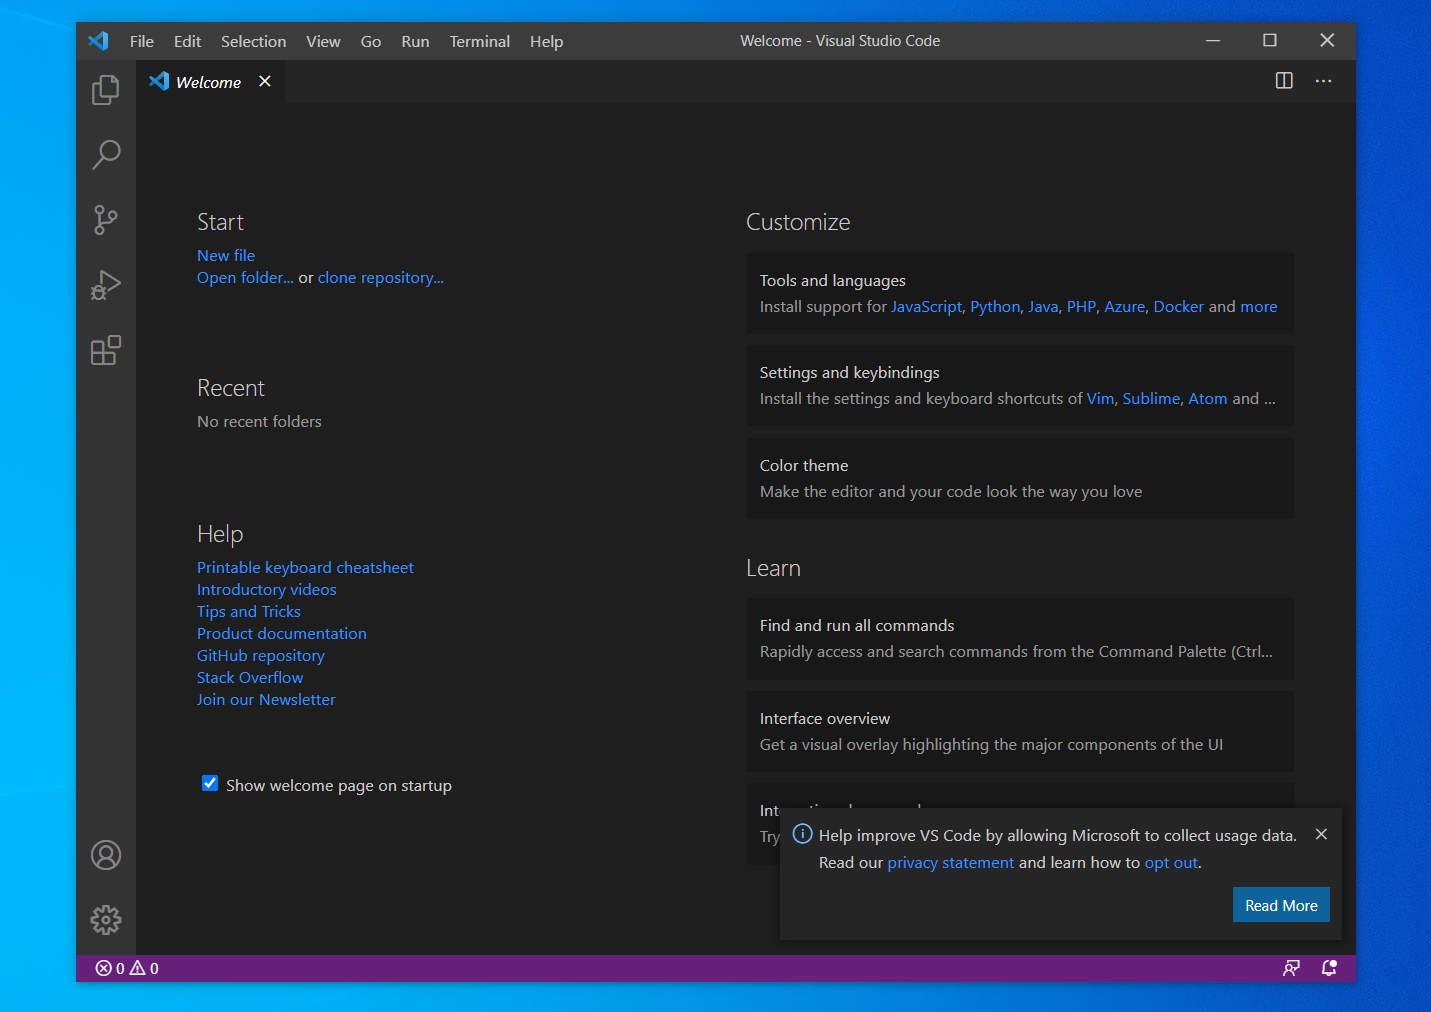 File Edit Selection View Go Run Terminal Help
Welcome - Visual Studio Code
Welcome
Start
New file
Open folder... or clone repository...
Recent
No recent folders
Help
Printable keyboard cheatsheet
Introductory videos
Tips and Tricks
Product documentation
GitHub repository
Stack Overflow
Join our Newsletter
Show welcome page on startup
Customize
Tools and languages
Install support for JavaScript, Python, Java, PHP, Azure, Docker and more
Settings and keybindings
Install the settings and keyboard shortcuts of Vim, Sublime, Atom and ...
Color theme
Make the editor and your code look the way you love
Learn
Find and run all commands
Rapidly access and search commands from the Command Palette (Ctrl...
Interface overview
Get a visual overlay highlighting the major components of the UI
Try
Help improve VS Code by allowing Microsoft to collect usage data.
Read our privacy statement and learn how to opt out.
Read More
0 0